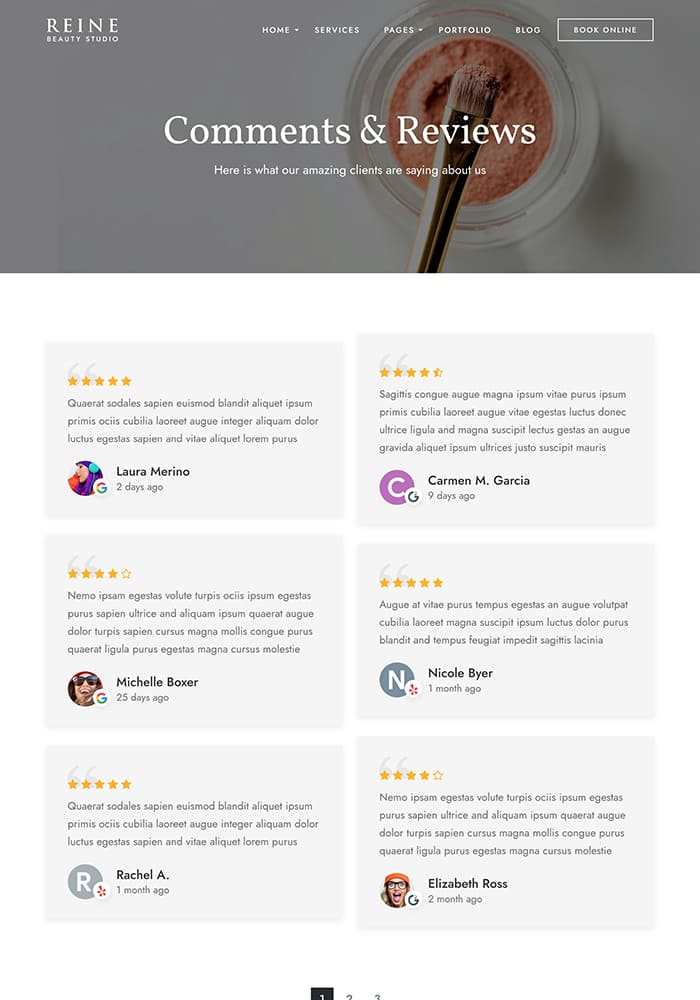 REINE
BEAUTY STUDIO
HOME
SERVICES
PAGES
PORTFOLIO
BLOG
BOOK ONLINE
Comments & Reviews
Here is what our amazing clients are saying about us
“
Quaerat sodales sapien euismod blandit aliquet ipsum
primis ociis cubilia laoreet augue integer aliquam dolor
luctus egestas sapien and vitae aliquet lorem purus
Laura Merino
2 days ago
G
“
Sagittis congue augue magna ipsum vitae purus ipsum
primis cubilia laoreet augue vitae egestas luctus donec
ultrice ligula and magna suscipit lectus gestas an augue
gravida aliquet ipsum ultrices justo suscipit mauris
C
G
Carmen M. Garcia
9 days ago
“
Nemo ipsam egestas volute turpis ociis ipsum egestas
purus sapien ultrice and aliquam ipsum quaerat augue
dolor turpis sapien cursus magna mollis congue purus
quaerat ligula purus egestas magna cursus molestie
G
Michelle Boxer
25 days ago
“
Augue at vitae purus tempus egestas an augue volutpat
cubilia laoreet magna suscipit ipsum luctus dolor purus
blandit and tempus feugiat impedit sagittis lacinia
N
Nicole Byer
1 month ago
“
Quaerat sodales sapien euismod blandit aliquet ipsum
primis ociis cubilia laoreet augue integer aliquam dolor
luctus egestas sapien and vitae aliquet lorem purus
R
Rachel A.
1 month ago
“
Nemo ipsam egestas volute turpis ociis ipsum egestas
purus sapien ultrice and aliquam ipsum quaerat augue
dolor turpis sapien cursus magna mollis congue purus
quaerat ligula purus egestas magna cursus molestie
G
Elizabeth Ross
2 month ago
1 2 3